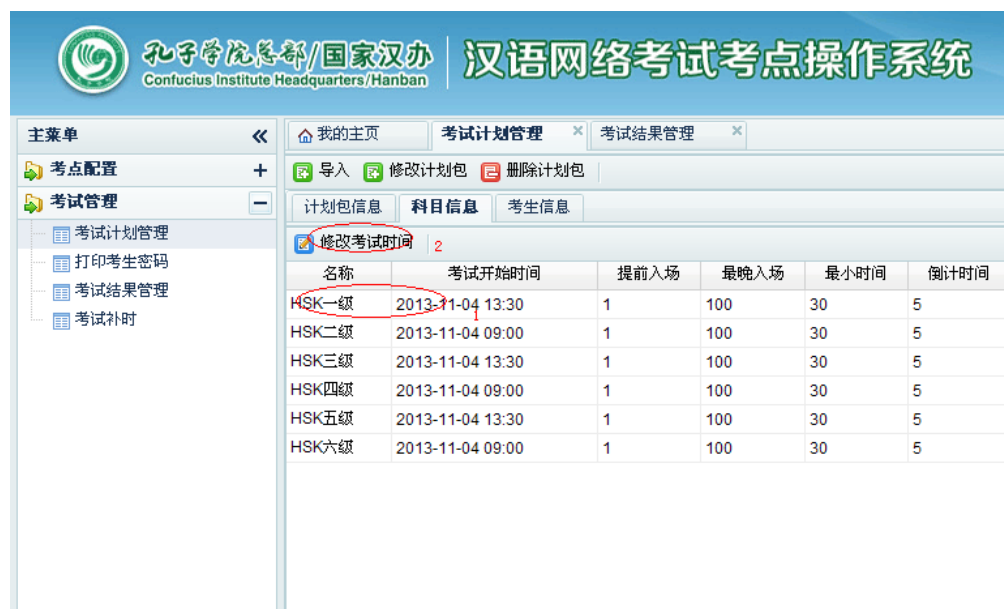 孔子学院总部/国家汉办
Confucius Institute Headquarters/Hanban
汉语网络考试考点操作系统
主菜单
考点配置
考试管理
考试计划管理
打印考生密码
考试结果管理
考试补时
我的主页 考试计划管理 考试结果管理
导入 修改计划包 删除计划包
计划包信息 科目信息 考生信息
修改考试时间 2
名称 考试开始时间 提前入场 最晚入场 最小时间 倒计时间
HSK一级 2013-11-04 13:30 1 100 30 5
1
HSK二级 2013-11-04 09:00 1 100 30 5
HSK三级 2013-11-04 13:30 1 100 30 5
HSK四级 2013-11-04 09:00 1 100 30 5
HSK五级 2013-11-04 13:30 1 100 30 5
HSK六级 2013-11-04 09:00 1 100 30 5